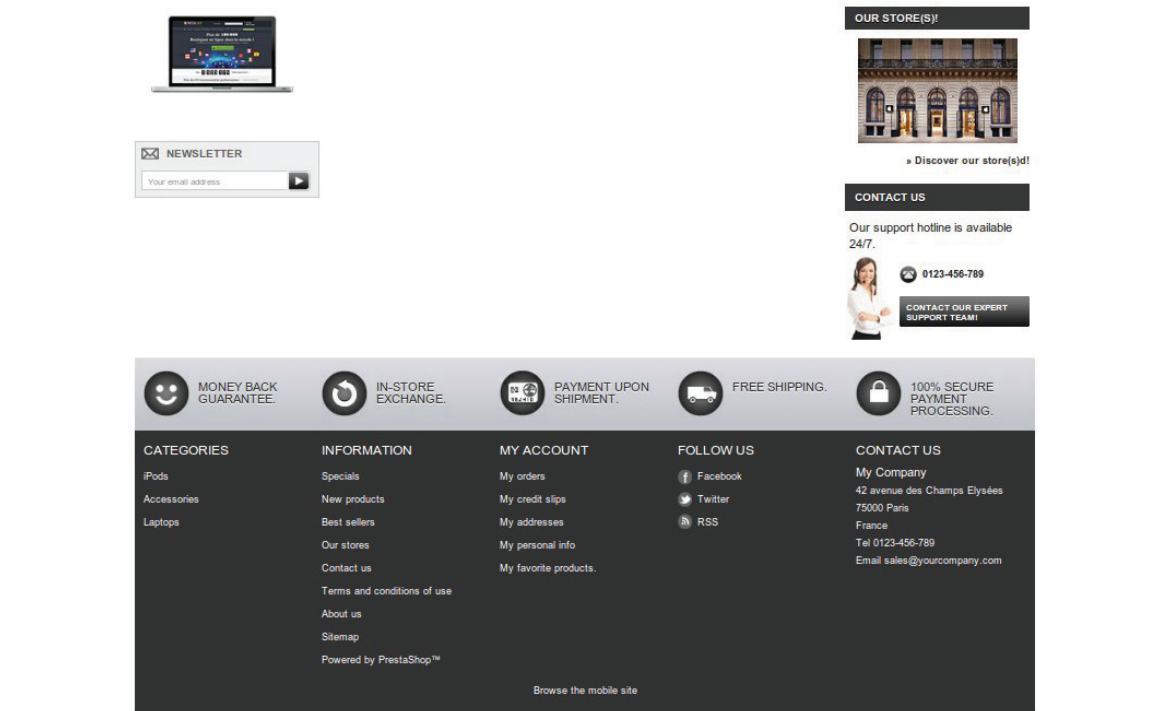 OUR STORE(S)!
» Discover our store(s)d!
NEWSLETTER
Your email address
CONTACT US
Our support hotline is available
24/7.
0123-456-789
CONTACT OUR EXPERT
SUPPORT TEAM!
MONEY BACK
GUARANTEE.
IN-STORE
EXCHANGE.
PAYMENT UPON
SHIPMENT.
FREE SHIPPING.
100% SECURE
PAYMENT
PROCESSING.
CATEGORIES
iPods
Accessories
Laptops
INFORMATION
Specials
New products
Best sellers
Our stores
Contact us
Terms and conditions of use
About us
Sitemap
Powered by PrestaShop™
MY ACCOUNT
My orders
My credit slips
My addresses
My personal info
My favorite products.
FOLLOW US
Facebook
Twitter
RSS
CONTACT US
My Company
42 avenue des Champs Elysées
75000 Paris
France
Tel 0123-456-789
Email sales@yourcompany.com
Browse the mobile site